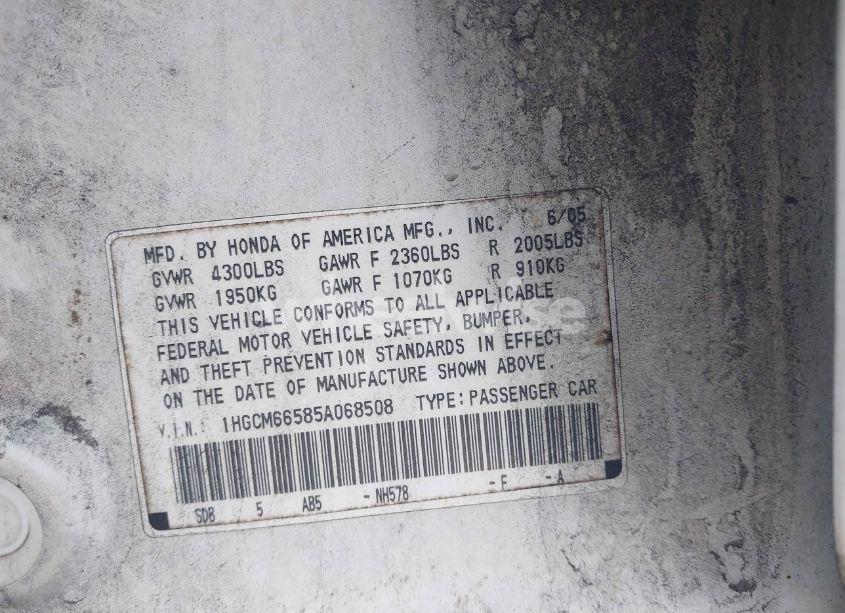 MFD. BY HONDA OF AMERICA MFG., INC. 6/05
GVWR 4300LBS GAWR F 2360LBS R 2005LBS
GVWR 1950KG GAWR F 1070KG R 910KG
THIS VEHICLE CONFORMS TO ALL APPLICABLE
FEDERAL MOTOR VEHICLE SAFETY, BUMPER,
AND THEFT PREVENTION STANDARDS IN EFFECT
ON THE DATE OF MANUFACTURE SHOWN ABOVE.
V.I.N.: 1HGCM66585A068508 TYPE: PASSENGER CAR
SDB 5 AB5 -NH578 -F -A